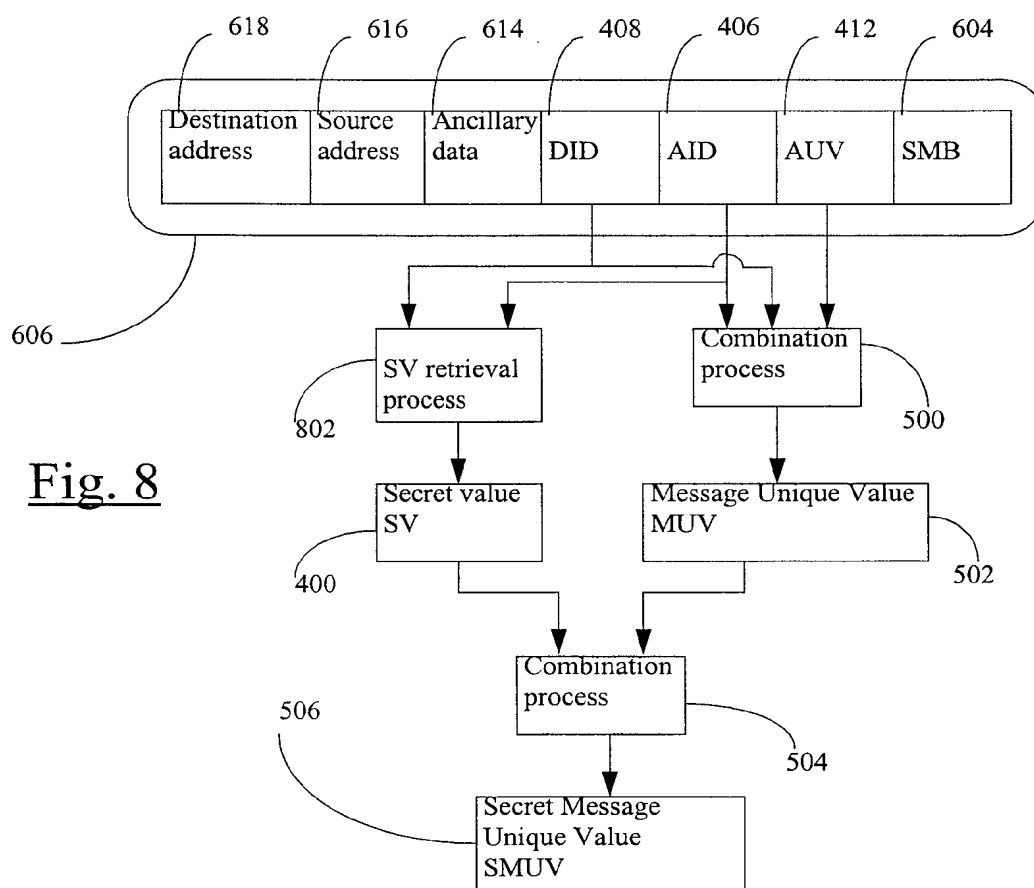 618 616 614 408 406 412 604
Destination address Source address Ancillary data DID AID AUV SMB
606
SV retrieval process
Combination process
802
500
Fig. 8
Secret value SV
Message Unique Value MUV
400
502
Combination process
506
504
Secret Message Unique Value SMUV